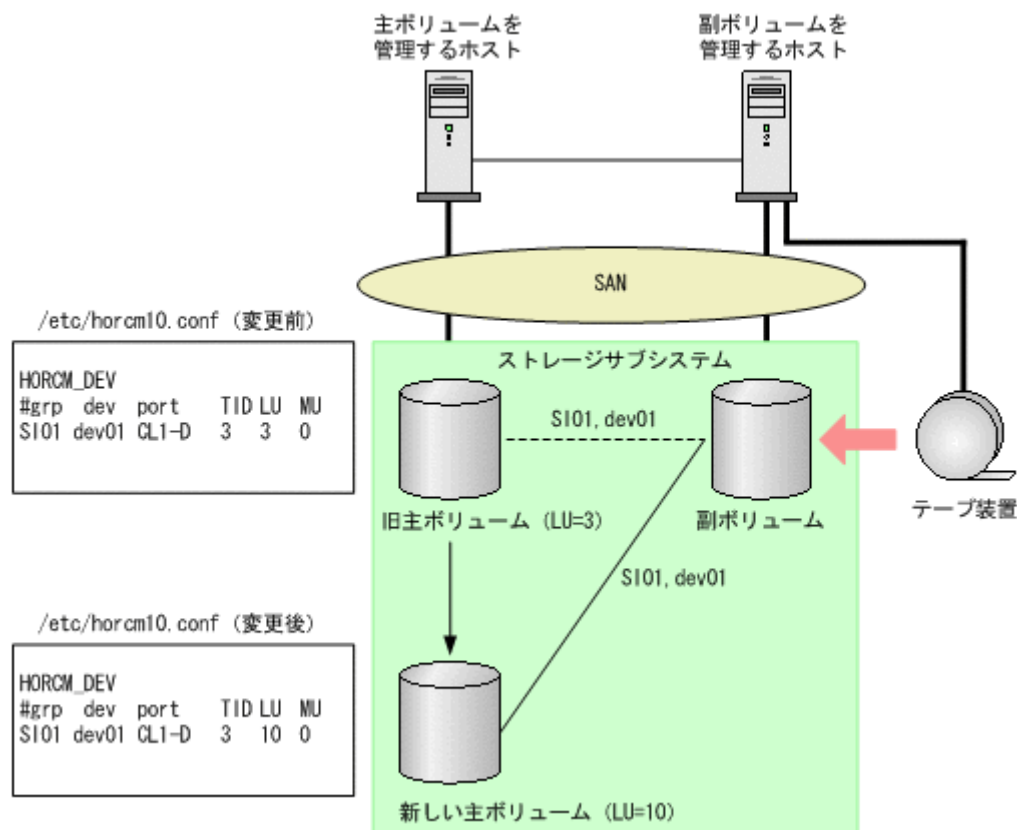 主ボリュームを
管理するホスト
副ボリュームを
管理するホスト
SAN
/etc/horcm10.conf (変更前)
HORCM_DEV
#grp dev port TID LU MU
SI01 dev01 CL1-D 3 3 0
ストレージサブシステム
SI01, dev01
旧主ボリューム (LU=3)
副ボリューム
テープ装置
SI01, dev01
/etc/horcm10.conf (変更後)
HORCM_DEV
#grp dev port TID LU MU
SI01 dev01 CL1-D 3 10 0
新しい主ボリューム (LU=10)